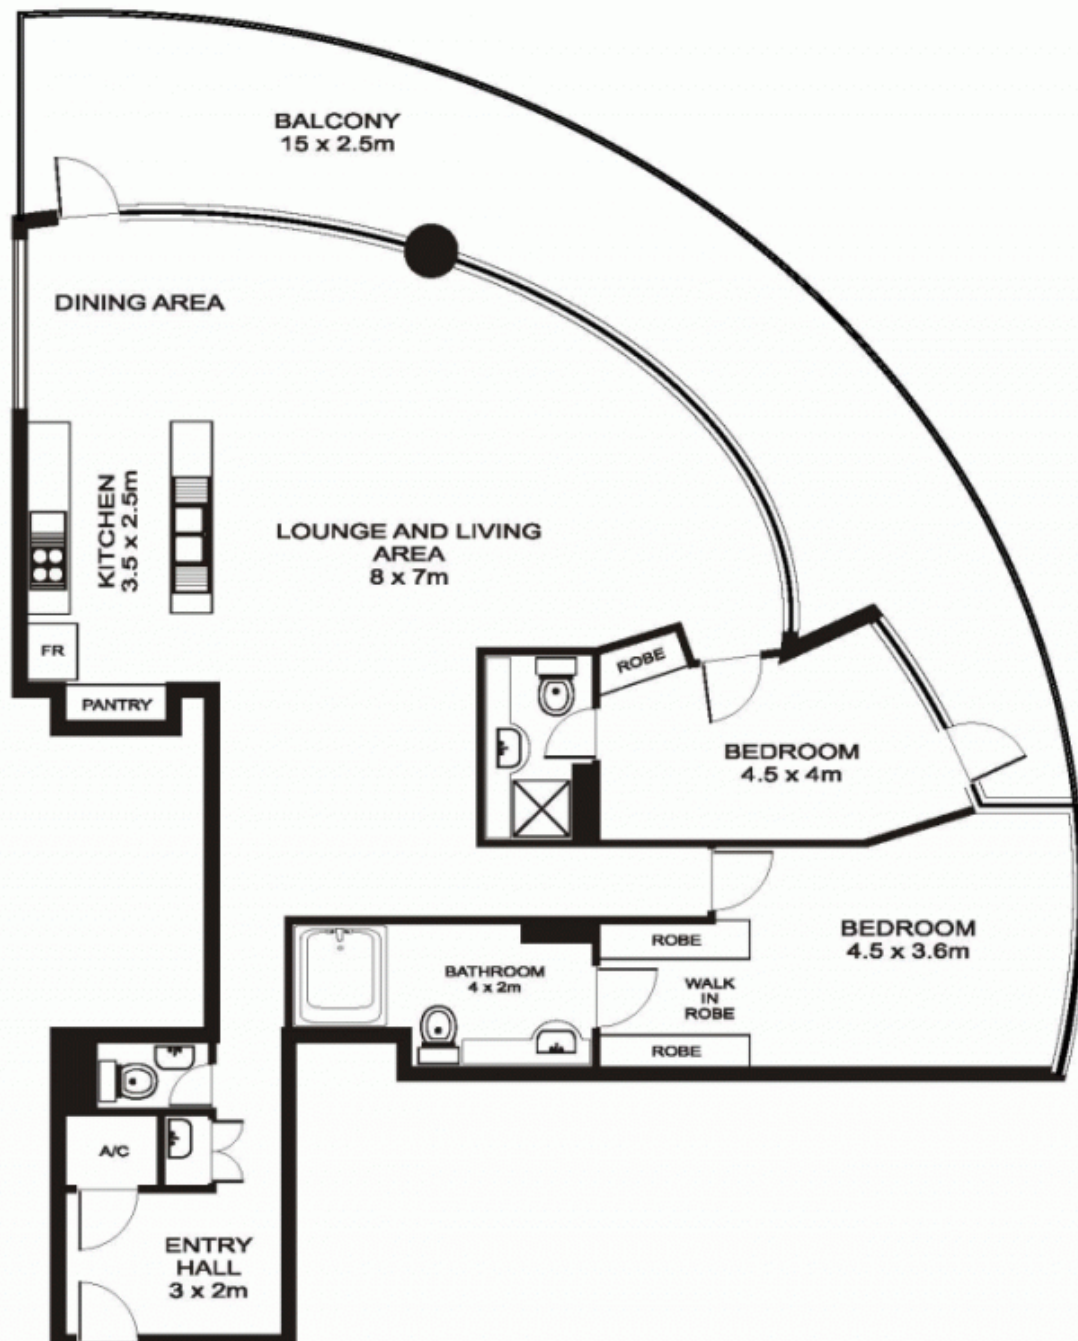 BALCONY
15 x 2.5m
DINING AREA
KITCHEN
3.5 x 2.5m
LOUNGE AND LIVING
AREA
8 x 7m
FR
PANTRY
ROBE
BEDROOM
4.5 x 4m
BEDROOM
4.5 x 3.6m
ROBE
BATHROOM
4 x 2m
WALK
IN
ROBE
ROBE
A/C
ENTRY
HALL
3 x 2m